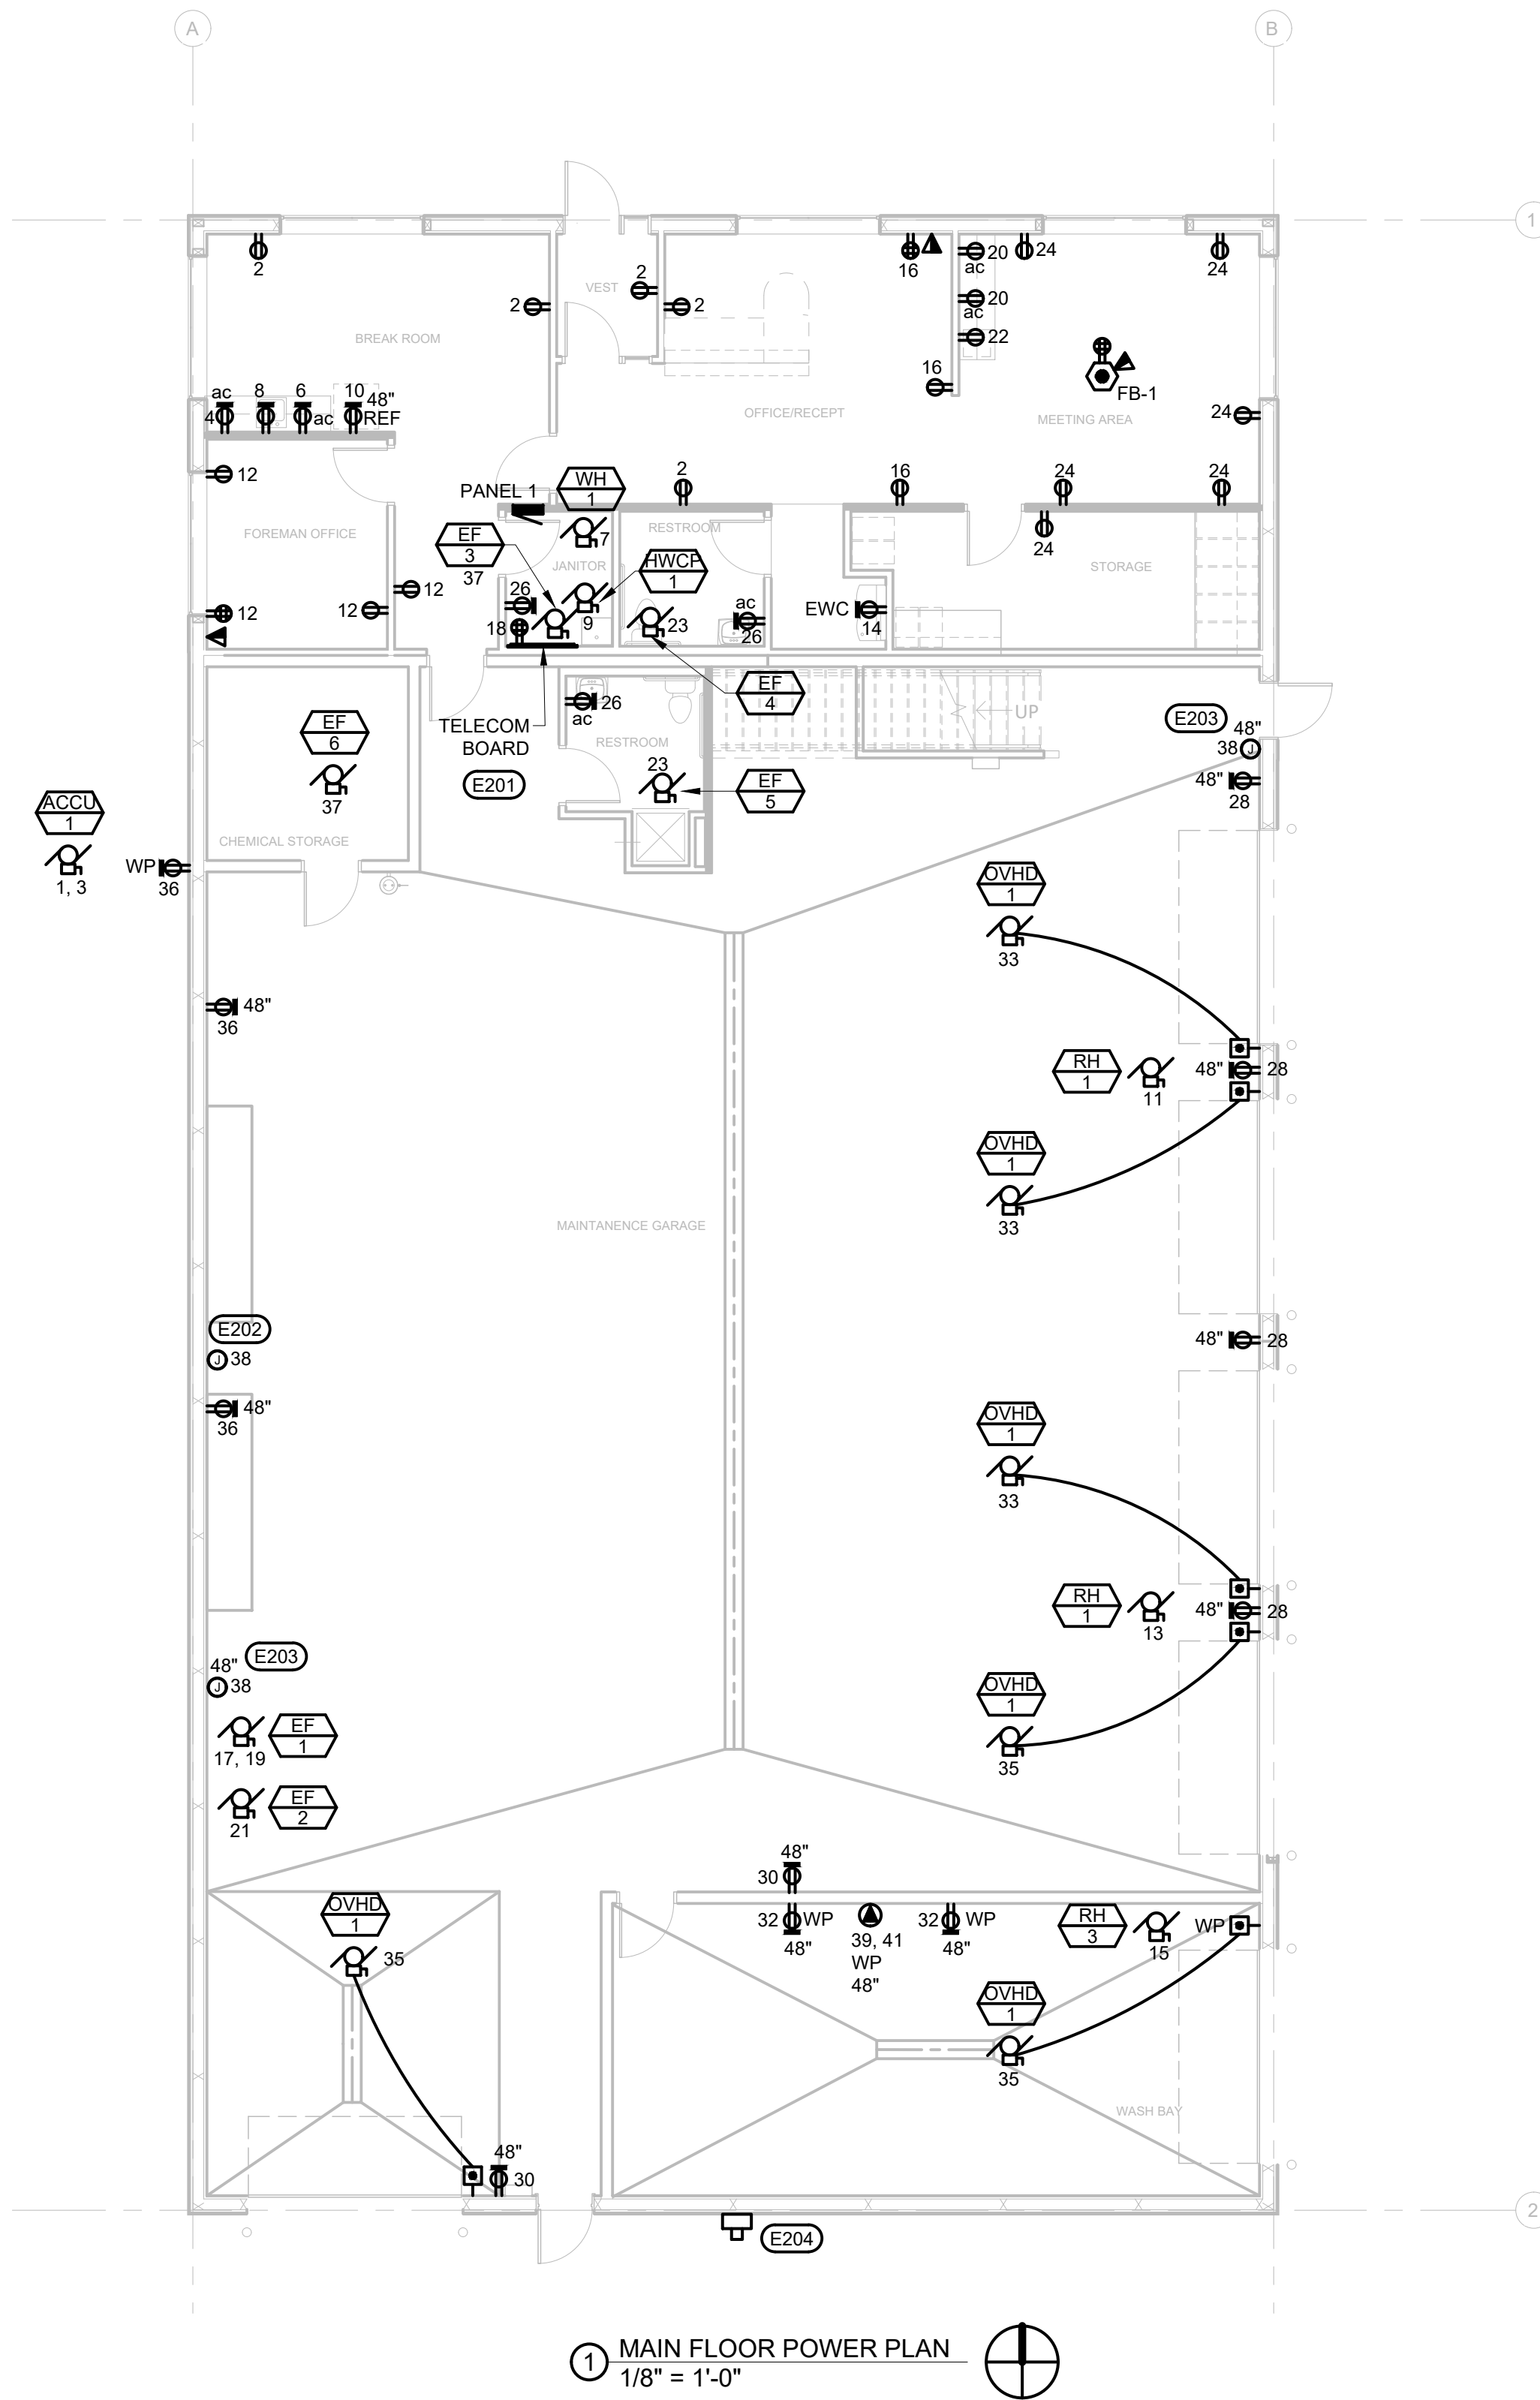 A
B
1
2
2
VEST
2
2
16
20
ac
24
24
20
ac
22
BREAK ROOM
OFFICE/RECEPT
16
FB-1
MEETING AREA
24
ac
4
8
6
ac
10
48"
REF
12
2
16
24
24
PANEL 1
WH
1
7
RESTROOM
24
FOREMAN OFFICE
EF
3
37
JANITOR
HWCP
1
STORAGE
12
12
12
26
18
9
23
ac
26
EWC
14
EF
4
26
ac
TELECOM
BOARD
RESTROOM
UP
E203
48"
38 J
EF
6
37
E201
23
EF
5
48"
28
ACCU
1
1, 3
CHEMICAL STORAGE
WP
36
OVHD
1
33
48"
36
RH
1
11
48"
28
OVHD
1
33
MAINTANENCE GARAGE
E202
J 38
48"
28
48"
36
OVHD
1
33
RH
1
13
48"
28
E203
48"
J 38
OVHD
1
35
EF
1
17, 19
EF
2
21
48"
30
OVHD
1
35
32
WP
48"
39, 41
WP
48"
32
WP
48"
RH
3
15
WP
OVHD
1
35
WASH BAY
48"
30
E204
2
1
MAIN FLOOR POWER PLAN
1/8" = 1'-0"